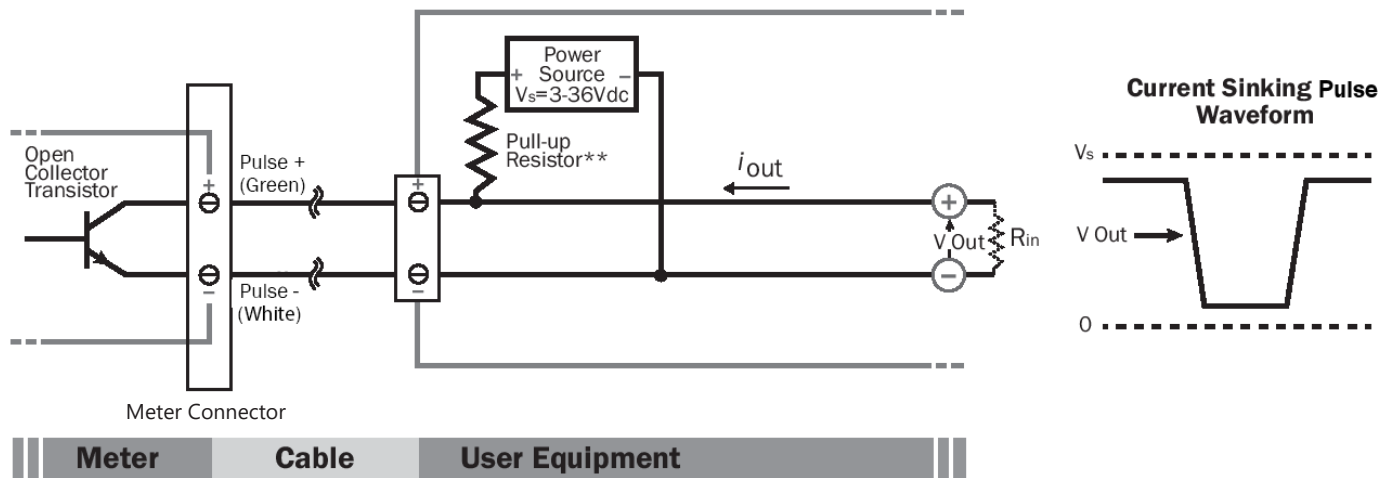 Power
+ Source −
Vs=3-36Vdc
Pull-up
Resistor**
Open
Collector
Transistor
Pulse +
(Green)
+
+
iout
+
V Out
Rin
−
−
−
Pulse -
(White)
Meter Connector
Meter
Cable
User Equipment
Current Sinking Pulse
Waveform
Vs
V Out
0